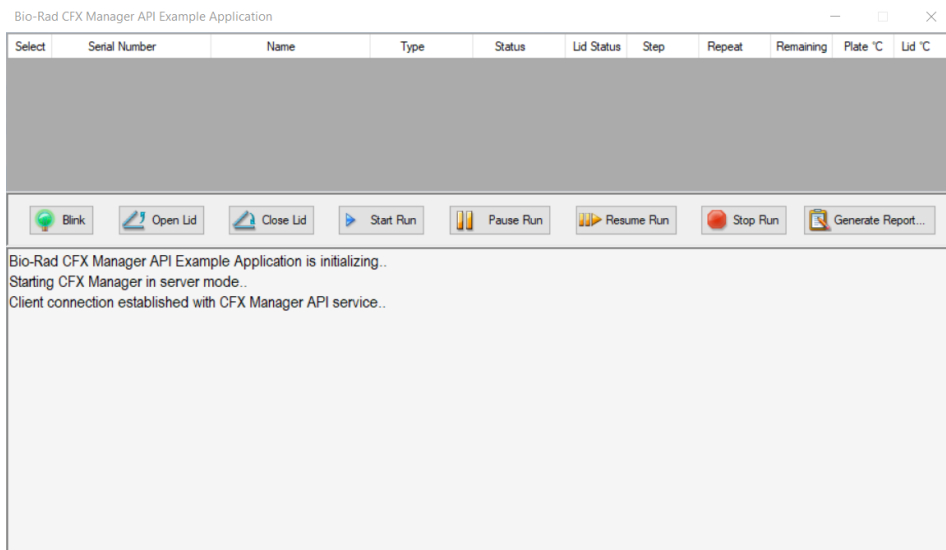 Bio-Rad CFX Manager API Example Application
Select Serial Number Name Type Status Lid Status Step Repeat Remaining Plate °C Lid °C
Blink Open Lid Close Lid Start Run Pause Run Resume Run Stop Run Generate Report...
Bio-Rad CFX Manager API Example Application is initializing..
Starting CFX Manager in server mode..
Client connection established with CFX Manager API service..